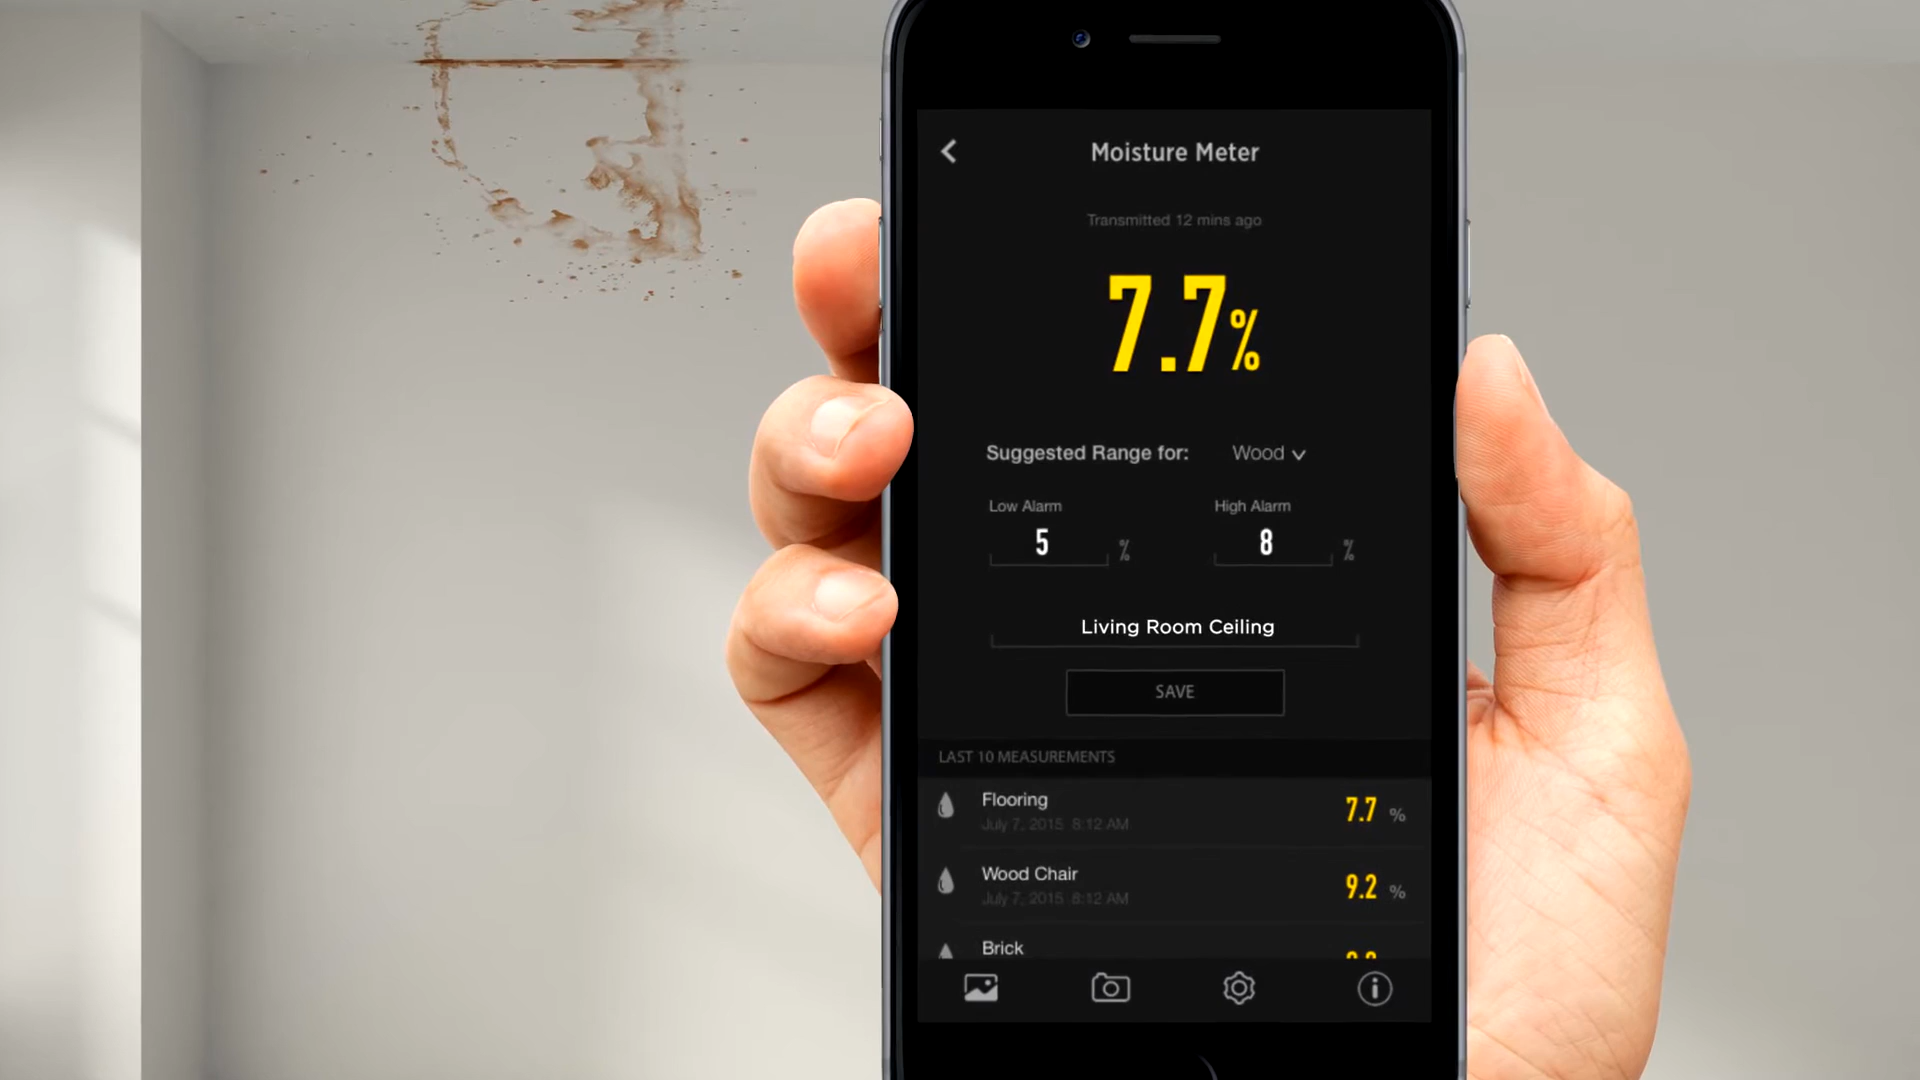 Moisture Meter
Transmitted 12 mins ago
7.7%
Suggested Range for: Wood
Low Alarm High Alarm
5 % 8 %
Living Room Ceiling
SAVE
LAST 10 MEASUREMENTS
Flooring
7.7 %
July 7, 2015 8:12 AM
Wood Chair
9.2 %
July 7, 2015 8:12 AM
Brick